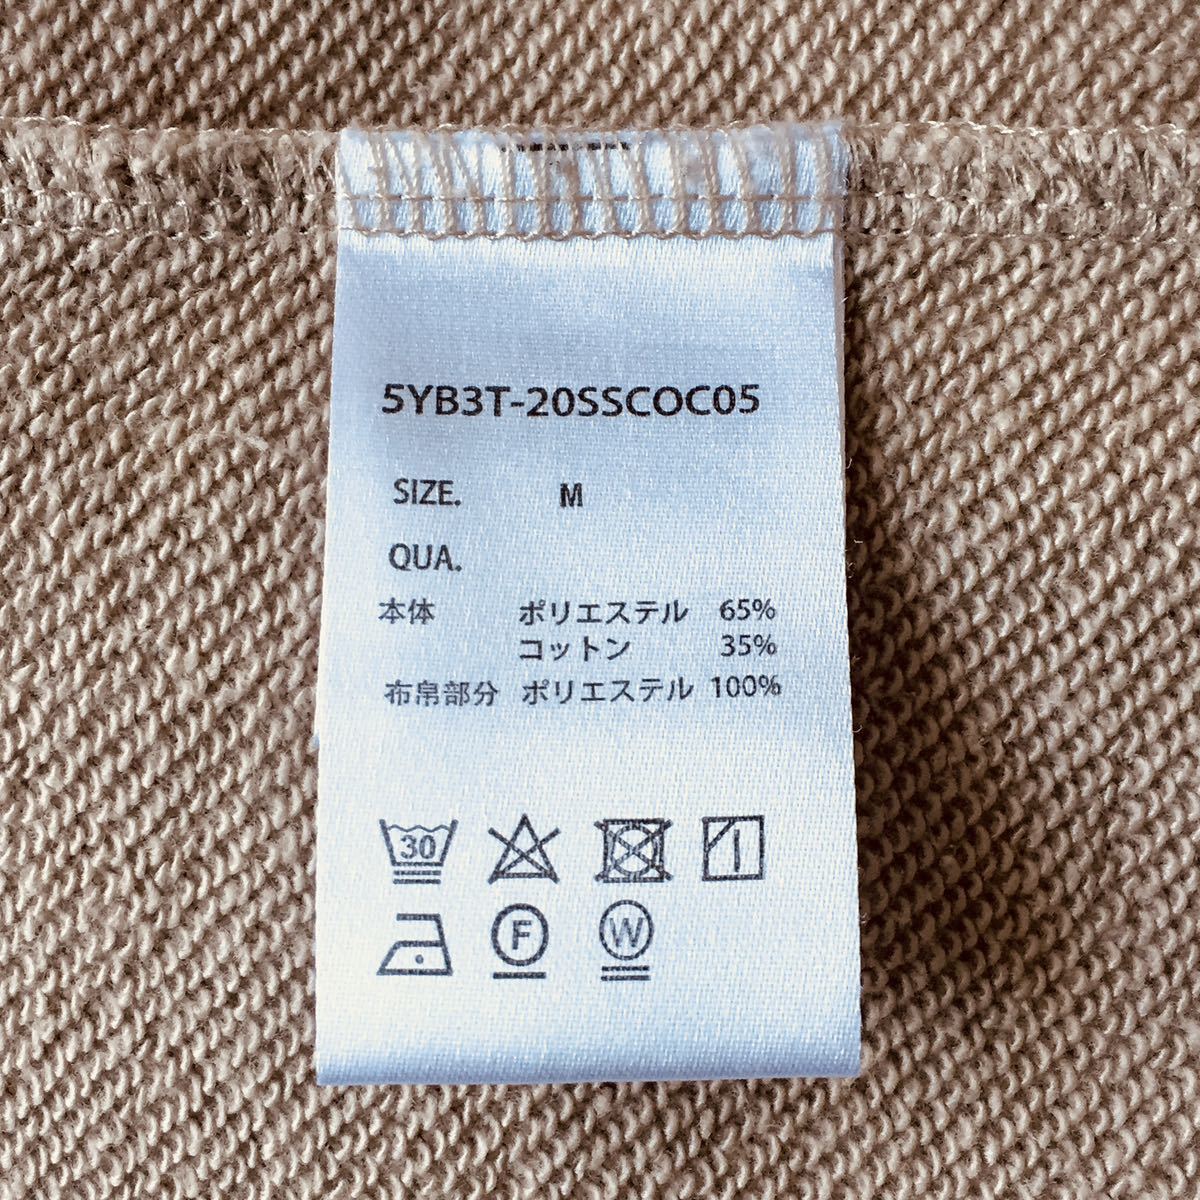 5YB3T-20SSCOC05
SIZE. M
QUA.
本体 ポリエステル 65%
コットン 35%
布帛部分 ポリエステル 100%
30
F
W